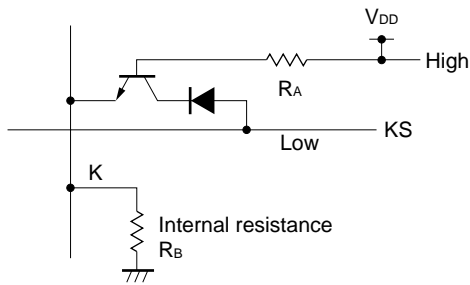 VDD
High
RA
KS
Low
K
Internal resistance
RB